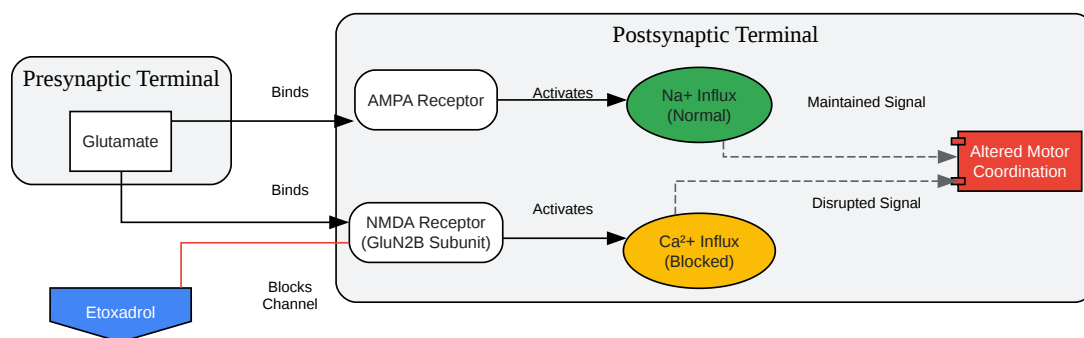 Postsynaptic Terminal
Presynaptic Terminal
Binds
AMPA Receptor
Activates
Na+ Influx
(Normal)
Maintained Signal
Glutamate
Altered Motor
Coordination
Binds
NMDA Receptor
(GluN2B Subunit)
Activates
Disrupted Signal
Ca²+ Influx
(Blocked)
Blocks
Channel
Etoxadrol